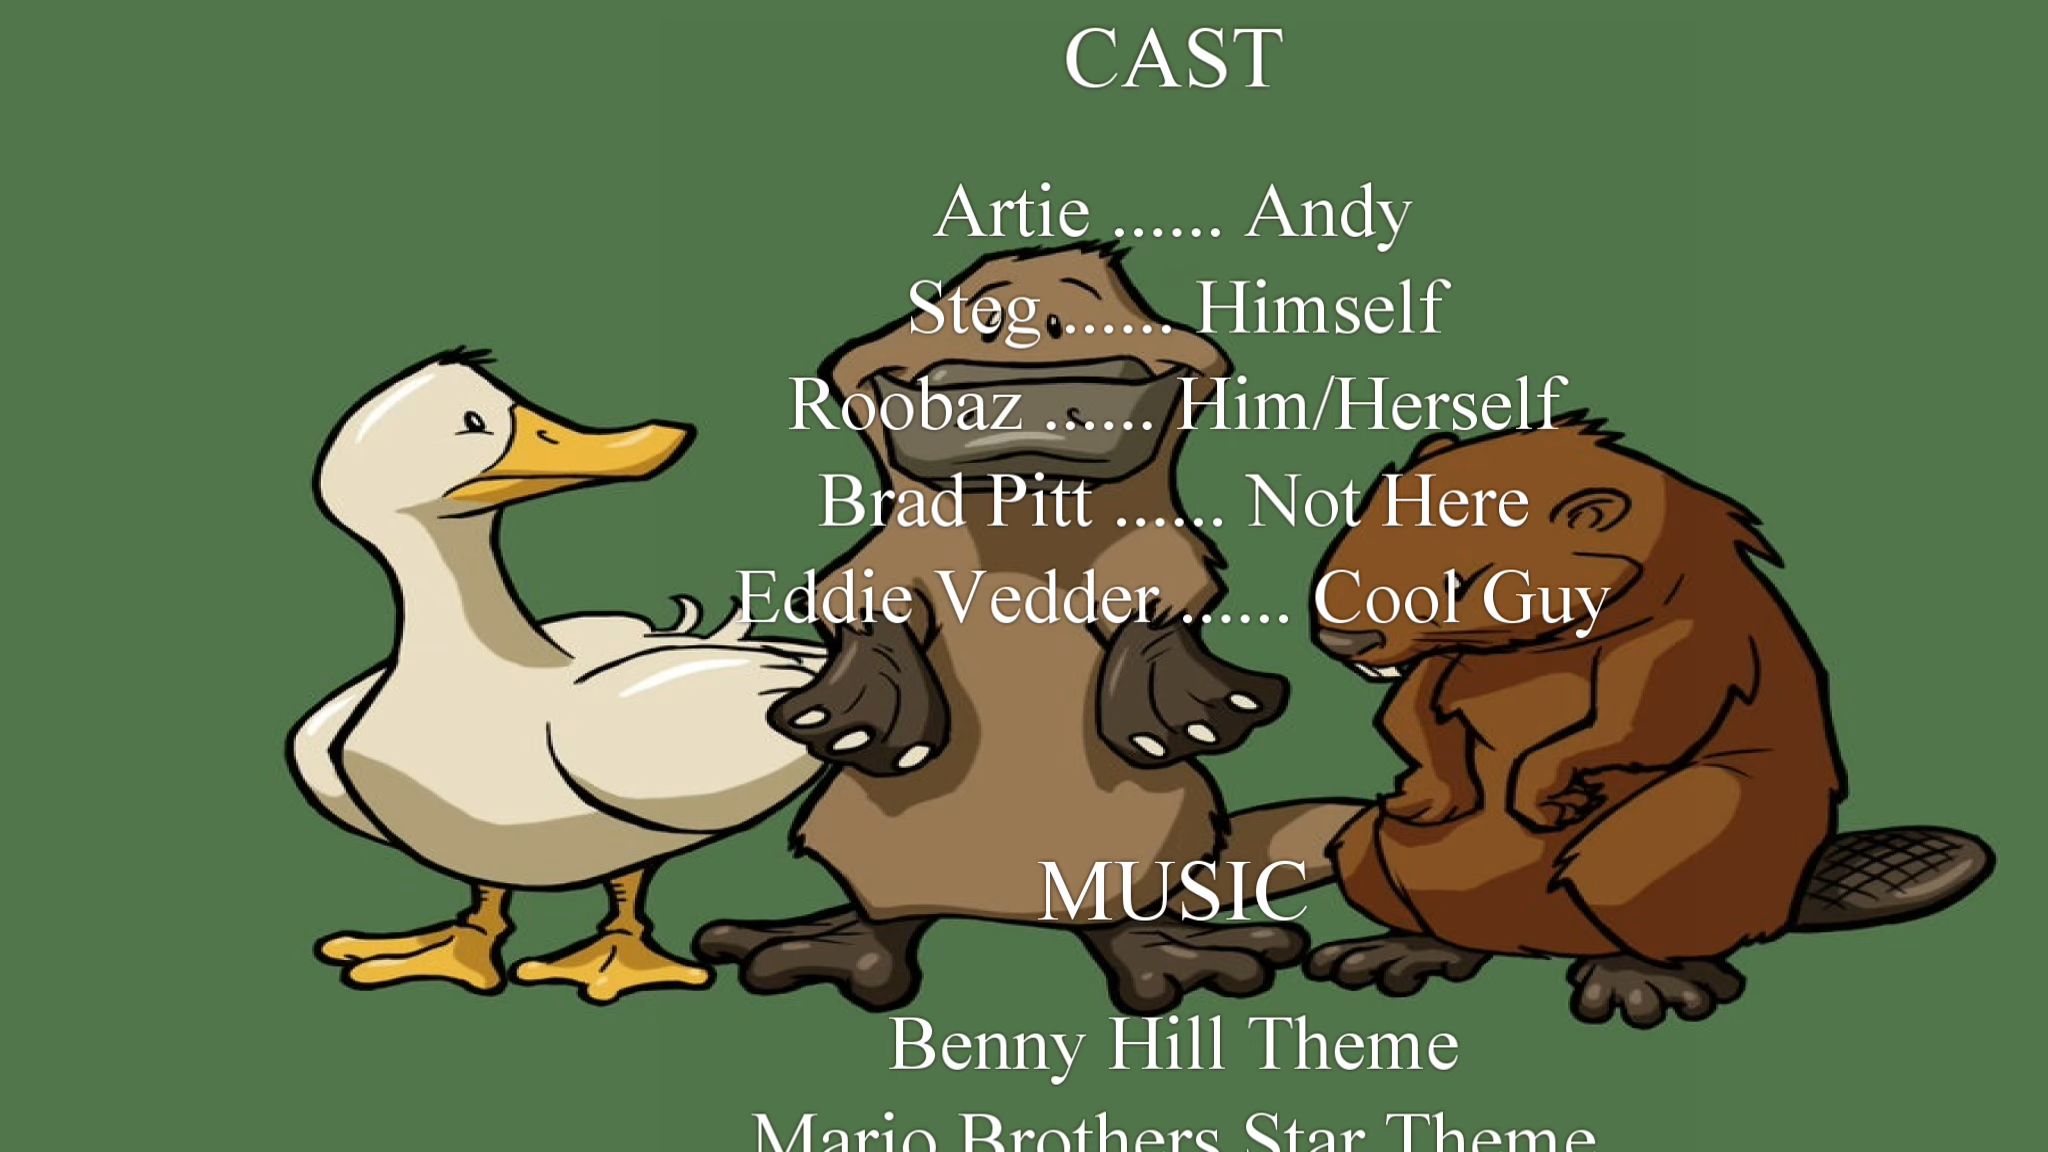 CAST
Artie ...... Andy
Steg ...... Himself
Roobaz ...... Him/Herself
Brad Pitt ...... Not Here
Eddie Vedder ...... Cool Guy
MUSIC
Benny Hill Theme
Mario Brothers Star Theme